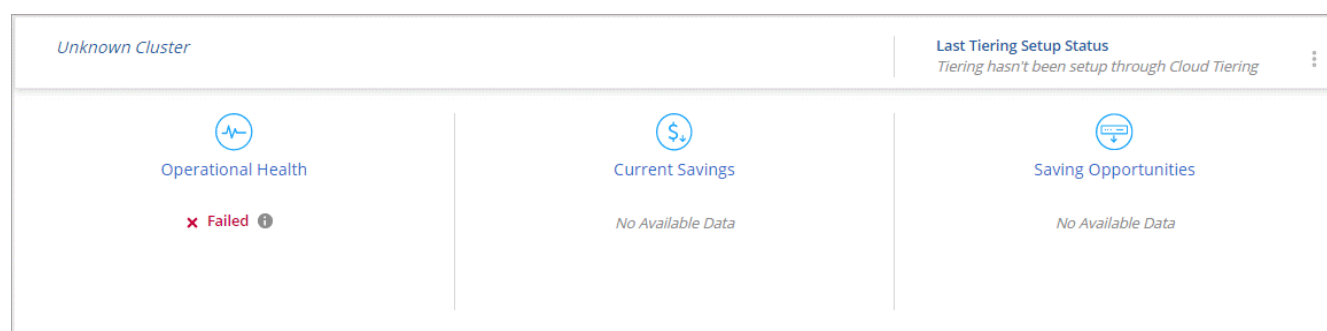 Unknown Cluster
Last Tiering Setup Status
Tiering hasn't been setup through Cloud Tiering
Operational Health
Current Savings
Saving Opportunities
Failed
No Available Data
No Available Data